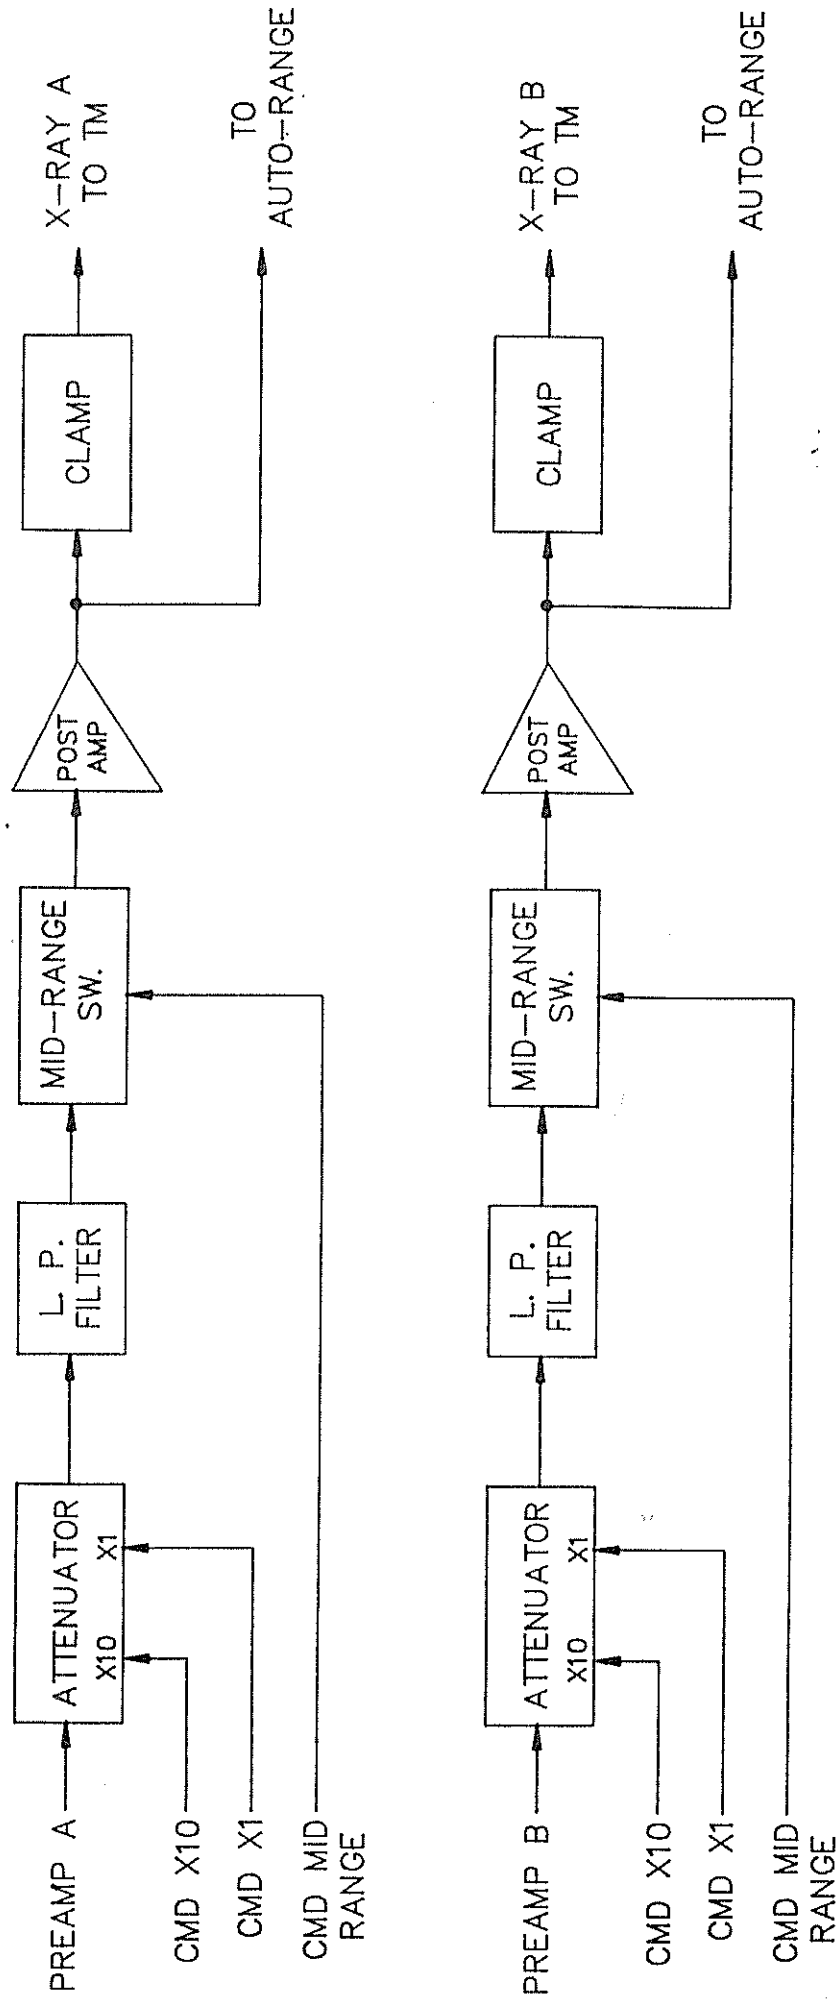 PREAMP A
CMD X10
CMD X1
CMD MID
RANGE
ATTENUATOR
X10
X1
L. P.
FILTER
MID-RANGE
SW.
POST
AMP
CLAMP
X-RAY A
TO TM
TO
AUTO-RANGE
PREAMP B
CMD X10
CMD X1
CMD MID
RANGE
ATTENUATOR
X10
X1
L. P.
FILTER
MID-RANGE
SW.
POST
AMP
CLAMP
X-RAY B
TO TM
TO
AUTO-RANGE